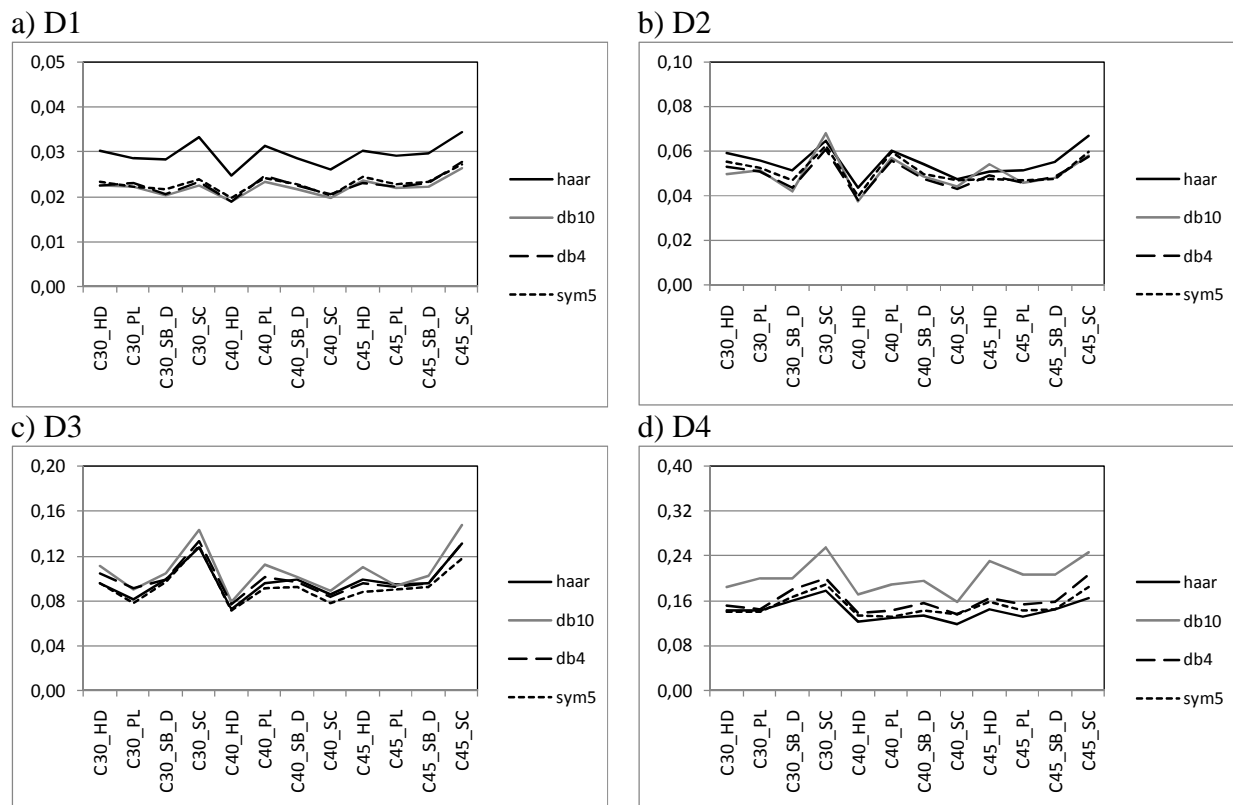 a) D1
0,05
0,04
0,03
0,02
0,01
0,00
C30_HD
C30_PL
C30_SB_D
C30_SC
C40_HD
C40_PL
C40_SB_D
C40_SC
C45_HD
C45_PL
C45_SB_D
C45_SC
haar
db10
db4
sym5
b) D2
0,10
0,08
0,06
0,04
0,02
0,00
C30_HD
C30_PL
C30_SB_D
C30_SC
C40_HD
C40_PL
C40_SB_D
C40_SC
C45_HD
C45_PL
C45_SB_D
C45_SC
haar
db10
db4
sym5
c) D3
0,20
0,16
0,12
0,08
0,04
0,00
C30_HD
C30_PL
C30_SB_D
C30_SC
C40_HD
C40_PL
C40_SB_D
C40_SC
C45_HD
C45_PL
C45_SB_D
C45_SC
haar
db10
db4
sym5
d) D4
0,40
0,32
0,24
0,16
0,08
0,00
C30_HD
C30_PL
C30_SB_D
C30_SC
C40_HD
C40_PL
C40_SB_D
C40_SC
C45_HD
C45_PL
C45_SB_D
C45_SC
haar
db10
db4
sym5